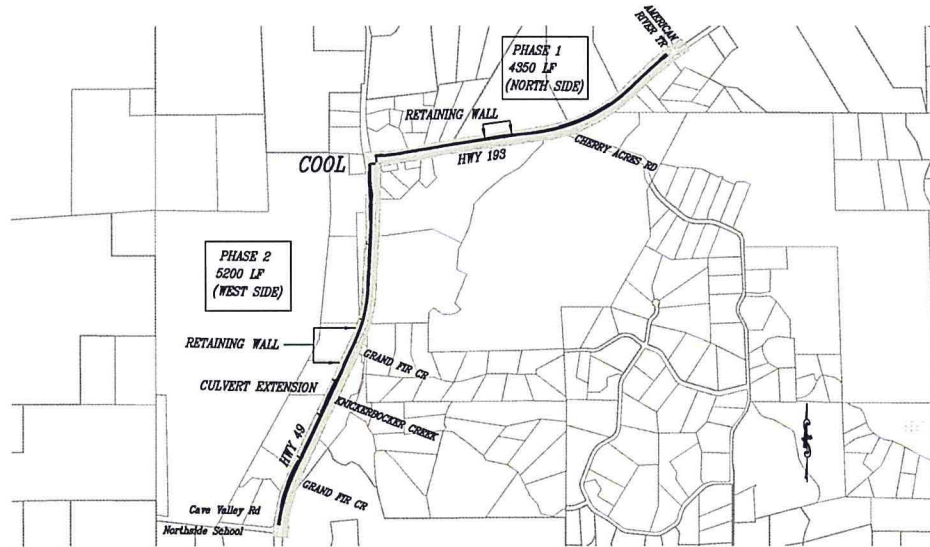 AMERICAN
RIVER TR
PHASE 1
4350 LF
(NORTH SIDE)
RETAINING WALL
HWY 193
CHERRY ACRES RD
COOL
PHASE 2
5200 LF
(WEST SIDE)
RETAINING WALL
GRAND FIR CR
CULVERT EXTENSION
KNICKERBOCKER CREEK
HWY 49
GRAND FIR CR
Cave Valley Rd
Northside School